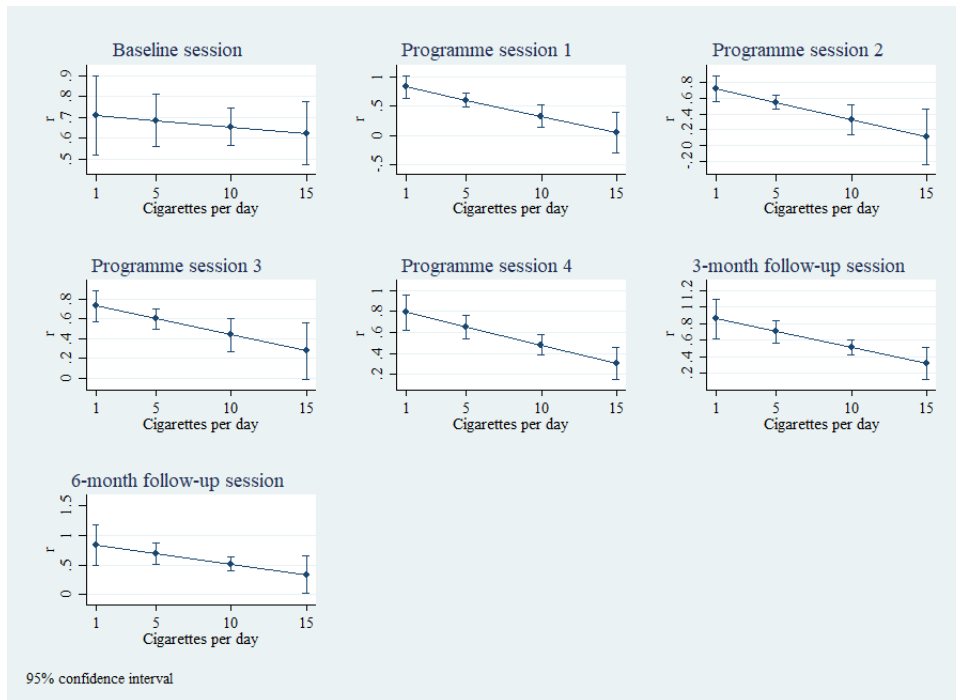 Baseline session
r
.5 .6 .7 .8 .9
1 5 10 15
Cigarettes per day
Programme session 1
r
-.5 0 .5 1
1 5 10 15
Cigarettes per day
Programme session 2
r
-.2 0 .2 .4 .6 .8
1 5 10 15
Cigarettes per day
Programme session 3
r
0 .2 .4 .6 .8
1 5 10 15
Cigarettes per day
Programme session 4
r
.2 .4 .6 .8 1
1 5 10 15
Cigarettes per day
3-month follow-up session
r
.2 .4 .6 .8 1 1.2
1 5 10 15
Cigarettes per day
6-month follow-up session
r
0 .5 1 1.5
1 5 10 15
Cigarettes per day
95% confidence interval